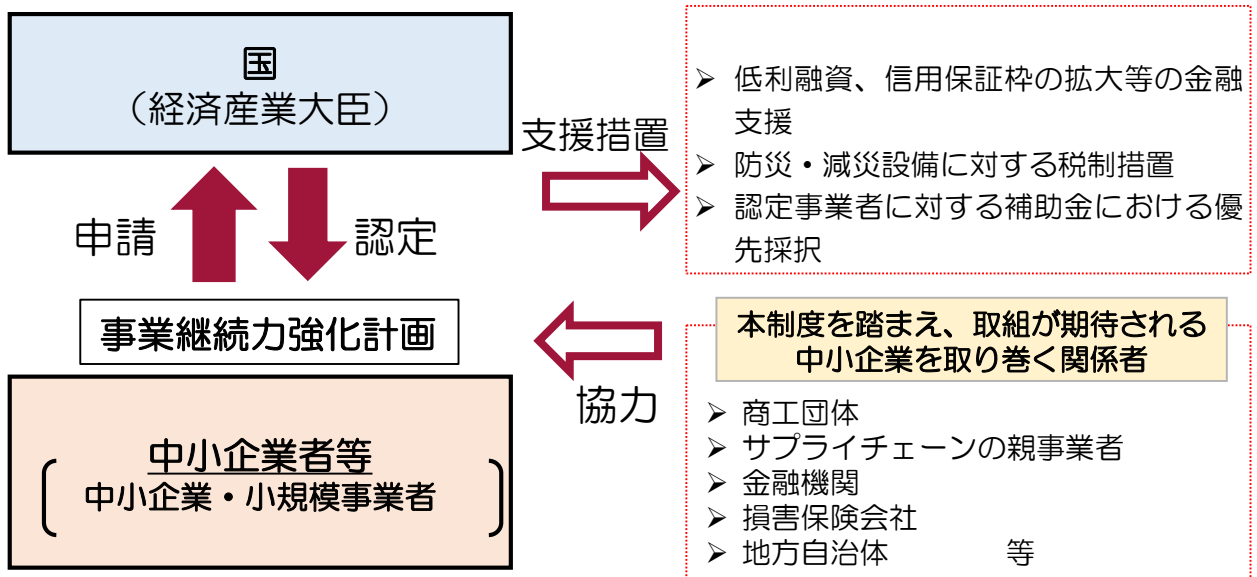 国
（経済産業大臣）
申請
認定
支援措置
➢ 低利融資、信用保証枠の拡大等の金融
支援
➢ 防災・減災設備に対する税制措置
➢ 認定事業者に対する補助金における優
先採択
事業継続力強化計画
中小企業者等
中小企業・小規模事業者
協力
本制度を踏まえ、取組が期待される
中小企業を取り巻く関係者
➢ 商工団体
➢ サプライチェーンの親事業者
➢ 金融機関
➢ 損害保険会社
➢ 地方自治体　　　　等